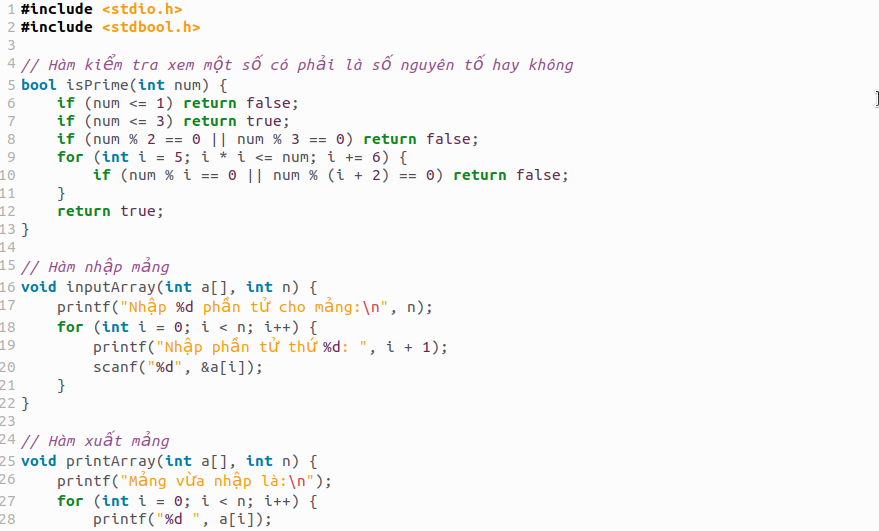 1 #include <stdio.h>
2 #include <stdbool.h>
3
4 // Hàm kiểm tra xem một số có phải là số nguyên tố hay không
5 bool isPrime(int num) {
6     if (num <= 1) return false;
7     if (num <= 3) return true;
8     if (num % 2 == 0 || num % 3 == 0) return false;
9     for (int i = 5; i * i <= num; i += 6) {
10         if (num % i == 0 || num % (i + 2) == 0) return false;
11     }
12     return true;
13 }
14
15 // Hàm nhập mảng
16 void inputArray(int a[], int n) {
17     printf("Nhập %d phần tử cho mảng:\n", n);
18     for (int i = 0; i < n; i++) {
19         printf("Nhập phần tử thứ %d: ", i + 1);
20         scanf("%d", &a[i]);
21     }
22 }
23
24 // Hàm xuất mảng
25 void printArray(int a[], int n) {
26     printf("Mảng vừa nhập là:\n");
27     for (int i = 0; i < n; i++) {
28         printf("%d ", a[i]);